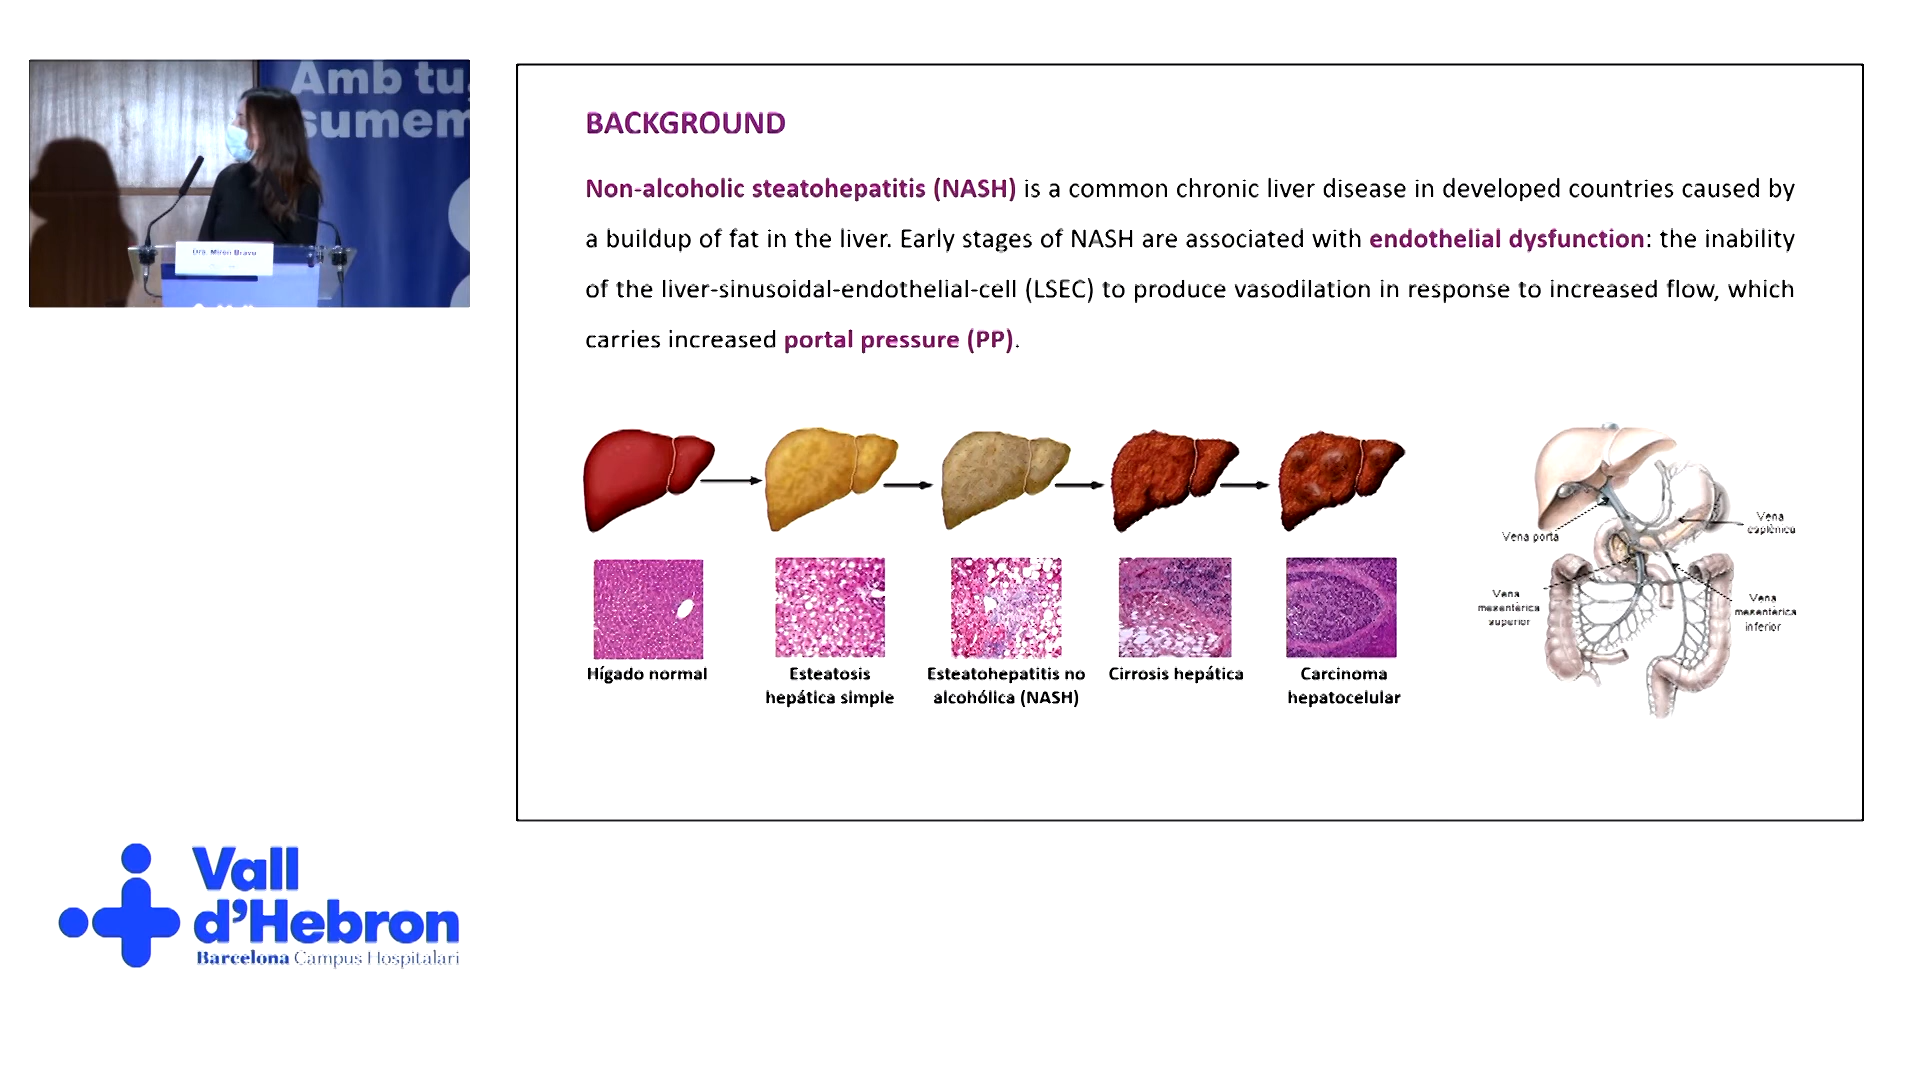 Amb tu,
sumem
Dra. Miren Bravo
BACKGROUND
Non-alcoholic steatohepatitis (NASH) is a common chronic liver disease in developed countries caused by
a buildup of fat in the liver. Early stages of NASH are associated with endothelial dysfunction: the inability
of the liver-sinusoidal-endothelial-cell (LSEC) to produce vasodilation in response to increased flow, which
carries increased portal pressure (PP).
Hígado normal
Esteatosis
hepática simple
Esteatohepatitis no
alcohólica (NASH)
Cirrosis hepática
Carcinoma
hepatocelular
Vena porta
Vena
esplénica
Vena
mesentérica
superior
Vena
mesentérica
inferior
Vall
d'Hebron
Barcelona Campus Hospitalari